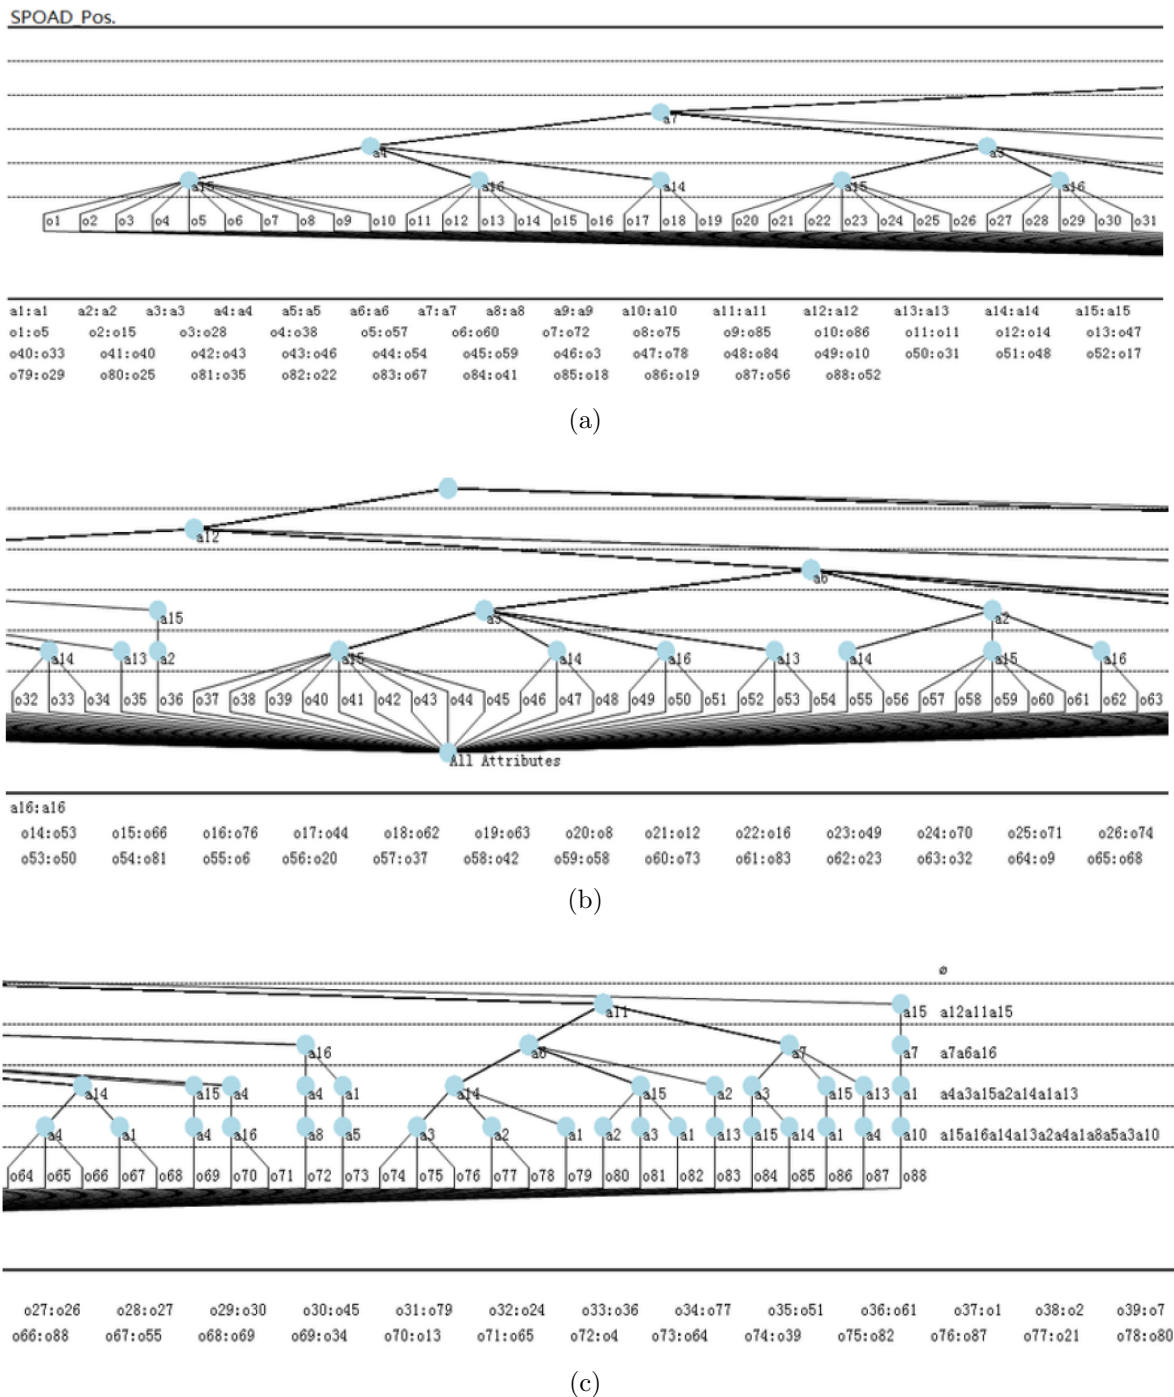 SPOAD_Pos.
a7
a4 a3
a15 a16 a14 a15 a16
o1 o2 o3 o4 o5 o6 o7 o8 o9 o10 o11 o12 o13 o14 o15 o16 o17 o18 o19 o20 o21 o22 o23 o24 o25 o26 o27 o28 o29 o30 o31
a1:a1 a2:a2 a3:a3 a4:a4 a5:a5 a6:a6 a7:a7 a8:a8 a9:a9 a10:a10 a11:a11 a12:a12 a13:a13 a14:a14 a15:a15
o1:o5 o2:o15 o3:o28 o4:o38 o5:o57 o6:o60 o7:o72 o8:o75 o9:o85 o10:o86 o11:o11 o12:o14 o13:o47
o40:o33 o41:o40 o42:o43 o43:o46 o44:o54 o45:o59 o46:o3 o47:o78 o48:o84 o49:o10 o50:o31 o51:o48 o52:o17
o79:o29 o80:o25 o81:o35 o82:o22 o83:o67 o84:o41 o85:o18 o86:o19 o87:o56 o88:o52
(a)
a12
a6
a15 a3 a2
a14 a13 a2 a15 a14 a16 a13 a14 a15 a16
o32 o33 o34 o35 o36 o37 o38 o39 o40 o41 o42 o43 o44 o45 o46 o47 o48 o49 o50 o51 o52 o53 o54 o55 o56 o57 o58 o59 o60 o61 o62 o63
All Attributes
a16:a16
o14:o53 o15:o66 o16:o76 o17:o44 o18:o62 o19:o63 o20:o8 o21:o12 o22:o16 o23:o49 o24:o70 o25:o71 o26:o74
o53:o50 o54:o81 o55:o6 o56:o20 o57:o37 o58:o42 o59:o58 o60:o73 o61:o83 o62:o23 o63:o32 o64:o9 o65:o68
(b)
ø
a11 a15 a12a11a15
a16 a6 a7 a7 a7a6a16
a14 a15 a4 a4 a1 a14 a15 a2 a3 a15 a13 a1 a4a3a15a2a14a1a13
a4 a1 a4 a16 a8 a5 a3 a2 a1 a2 a3 a1 a13 a15 a14 a1 a4 a10 a15a16a14a13a2a4a1a8a5a3a10
o64 o65 o66 o67 o68 o69 o70 o71 o72 o73 o74 o75 o76 o77 o78 o79 o80 o81 o82 o83 o84 o85 o86 o87 o88
o27:o26 o28:o27 o29:o30 o30:o45 o31:o79 o32:o24 o33:o36 o34:o77 o35:o51 o36:o61 o37:o1 o38:o2 o39:o7
o66:o88 o67:o55 o68:o69 o69:o34 o70:o13 o71:o65 o72:o4 o73:o64 o74:o39 o75:o82 o76:o87 o77:o21 o78:o80
(c)